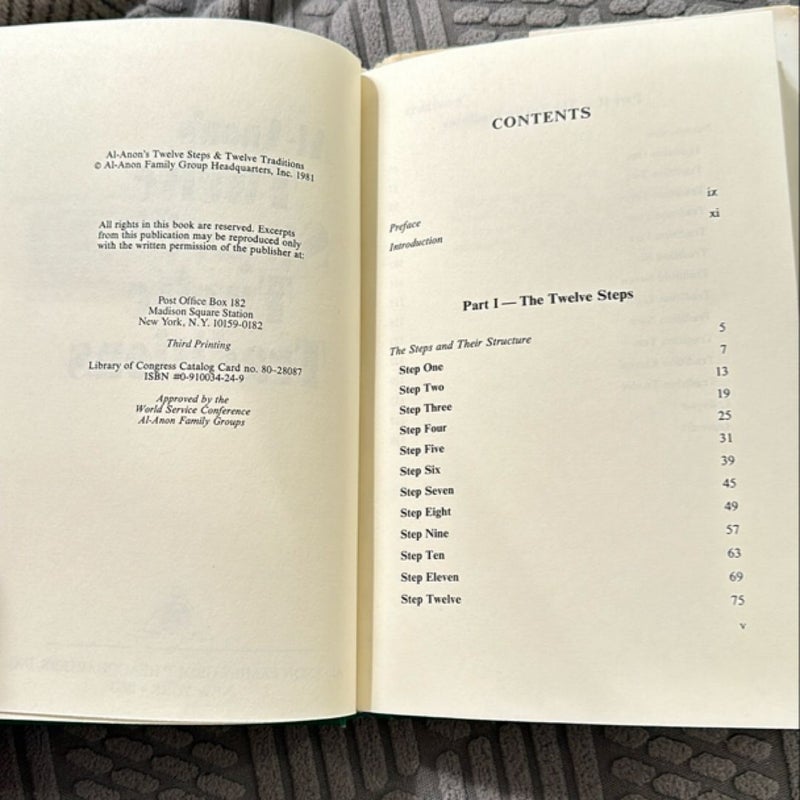 Al-Anon's Twelve Steps & Twelve Traditions
© Al-Anon Family Group Headquarters, Inc. 1981
All rights in this book are reserved. Excerpts
from this publication may be reproduced only
with the written permission of the publisher at:
Post Office Box 182
Madison Square Station
New York, N.Y. 10159-0182
Third Printing
Library of Congress Catalog Card no. 80-28087
ISBN #0-910034-24-9
Approved by the
World Service Conference
Al-Anon Family Groups
CONTENTS
Preface ix
Introduction xi
Part I — The Twelve Steps
The Steps and Their Structure 5
Step One 7
Step Two 13
Step Three 19
Step Four 25
Step Five 31
Step Six 39
Step Seven 45
Step Eight 49
Step Nine 57
Step Ten 63
Step Eleven 69
Step Twelve 75
v